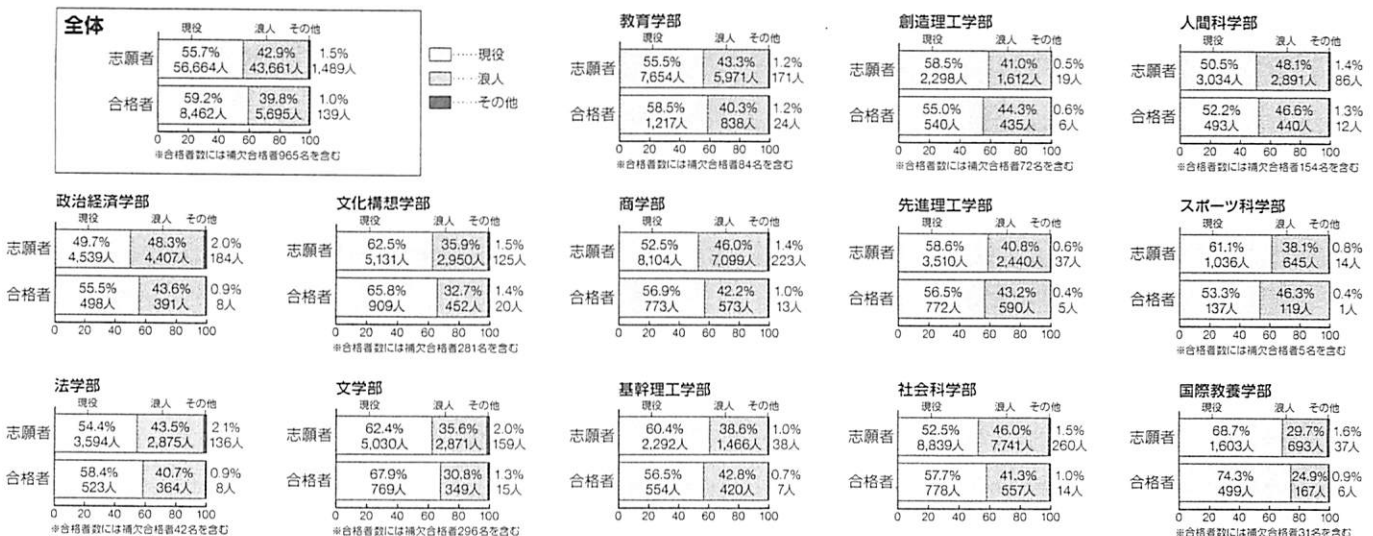 全体
現役 浪人 その他
志願者 55.7% 42.9% 1.5%
56,664人 43,661人 1,489人
合格者 59.2% 39.8% 1.0%
8,462人 5,695人 139人
0 20 40 60 80 100
※合格者数には補欠合格者965名を含む
□……現役
……浪人
……その他
教育学部
現役 浪人 その他
志願者 55.5% 43.3% 1.2%
7,654人 5,971人 171人
合格者 58.5% 40.3% 1.2%
1,217人 838人 24人
0 20 40 60 80 100
※合格者数には補欠合格者84名を含む
創造理工学部
現役 浪人 その他
志願者 58.5% 41.0% 0.5%
2,298人 1,612人 19人
合格者 55.0% 44.3% 0.6%
540人 435人 6人
0 20 40 60 80 100
※合格者数には補欠合格者72名を含む
人間科学部
現役 浪人 その他
志願者 50.5% 48.1% 1.4%
3,034人 2,891人 86人
合格者 52.2% 46.6% 1.3%
493人 440人 12人
0 20 40 60 80 100
※合格者数には補欠合格者154名を含む
政治経済学部
現役 浪人 その他
志願者 49.7% 48.3% 2.0%
4,539人 4,407人 184人
合格者 55.5% 43.6% 0.9%
498人 391人 8人
0 20 40 60 80 100
文化構想学部
現役 浪人 その他
志願者 62.5% 35.9% 1.5%
5,131人 2,950人 125人
合格者 65.8% 32.7% 1.4%
909人 452人 20人
0 20 40 60 80 100
※合格者数には補欠合格者281名を含む
商学部
現役 浪人 その他
志願者 52.5% 46.0% 1.4%
8,104人 7,099人 223人
合格者 56.9% 42.2% 1.0%
773人 573人 13人
0 20 40 60 80 100
先進理工学部
現役 浪人 その他
志願者 58.6% 40.8% 0.6%
3,510人 2,440人 37人
合格者 56.5% 43.2% 0.4%
772人 590人 5人
0 20 40 60 80 100
スポーツ科学部
現役 浪人 その他
志願者 61.1% 38.1% 0.8%
1,036人 645人 14人
合格者 53.3% 46.3% 0.4%
137人 119人 1人
0 20 40 60 80 100
※合格者数には補欠合格者5名を含む
法学部
現役 浪人 その他
志願者 54.4% 43.5% 2.1%
3,594人 2,875人 136人
合格者 58.4% 40.7% 0.9%
523人 364人 8人
0 20 40 60 80 100
※合格者数には補欠合格者42名を含む
文学部
現役 浪人 その他
志願者 62.4% 35.6% 2.0%
5,030人 2,871人 159人
合格者 67.9% 30.8% 1.3%
769人 349人 15人
0 20 40 60 80 100
※合格者数には補欠合格者296名を含む
基幹理工学部
現役 浪人 その他
志願者 60.4% 38.6% 1.0%
2,292人 1,466人 38人
合格者 56.5% 42.8% 0.7%
554人 420人 7人
0 20 40 60 80 100
社会科学部
現役 浪人 その他
志願者 52.5% 46.0% 1.5%
8,839人 7,741人 260人
合格者 57.7% 41.3% 1.0%
778人 557人 14人
0 20 40 60 80 100
国際教養学部
現役 浪人 その他
志願者 68.7% 29.7% 1.6%
1,603人 693人 37人
合格者 74.3% 24.9% 0.9%
499人 167人 6人
0 20 40 60 80 100
※合格者数には補欠合格者31名を含む